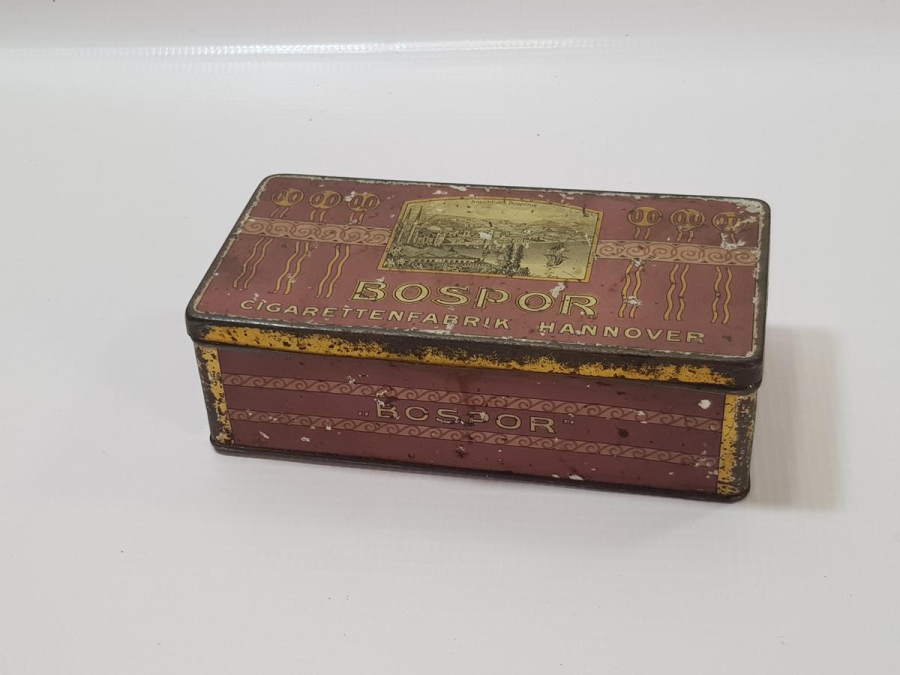 BOSPOR
CIGARETTENFABRIK HANNOVER
„BOSPOR"